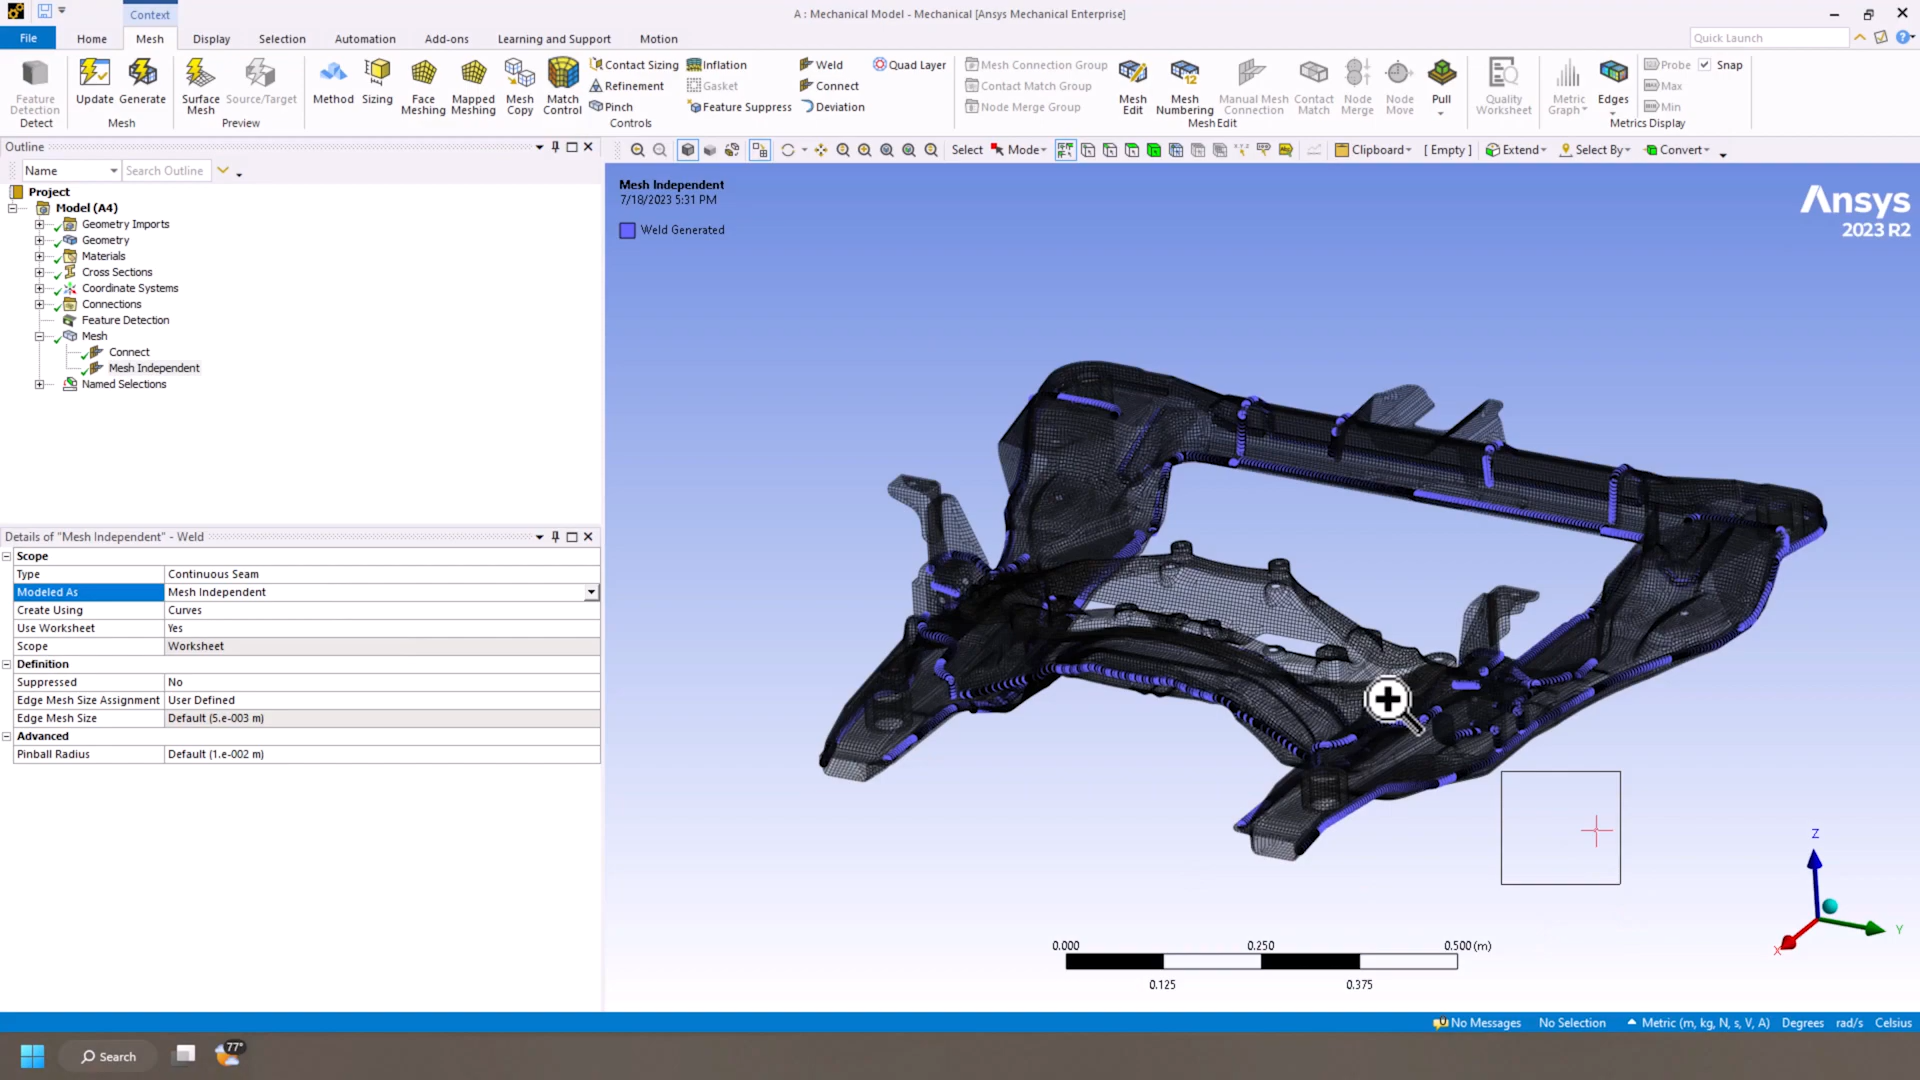 Context
A : Mechanical Model - Mechanical [Ansys Mechanical Enterprise]
File Home Mesh Display Selection Automation Add-ons Learning and Support Motion
Quick Launch
Feature Detection
Detect
Update
Generate
Mesh
Surface Mesh
Source/Target
Preview
Method
Sizing
Face Meshing
Mapped Meshing
Mesh Copy
Match Control
Contact Sizing
Refinement
Pinch
Inflation
Gasket
Feature Suppress
Weld
Connect
Deviation
Quad Layer
Controls
Mesh Connection Group
Contact Match Group
Node Merge Group
Mesh Edit
Mesh Numbering
Manual Mesh Connection
Contact Match
Node Merge
Node Move
Pull
Mesh Edit
Quality Worksheet
Metric Graph
Edges
Probe
Max
Min
Snap
Metrics Display
Outline
Name
Search Outline
Select Mode Clipboard [ Empty ] Extend Select By Convert
Project
Model (A4)
Geometry Imports
Geometry
Materials
Cross Sections
Coordinate Systems
Connections
Feature Detection
Mesh
Connect
Mesh Independent
Named Selections
Details of "Mesh Independent" - Weld
Scope
Type Continuous Seam
Modeled As Mesh Independent
Create Using Curves
Use Worksheet Yes
Scope Worksheet
Definition
Suppressed No
Edge Mesh Size Assignment User Defined
Edge Mesh Size Default (5.e-003 m)
Advanced
Pinball Radius Default (1.e-002 m)
Mesh Independent
7/18/2023 5:31 PM
Weld Generated
Ansys
2023 R2
Z
Y
X
0.000 0.250 0.500 (m)
0.125 0.375
No Messages No Selection Metric (m, kg, N, s, V, A) Degrees rad/s Celsius
Search
77°